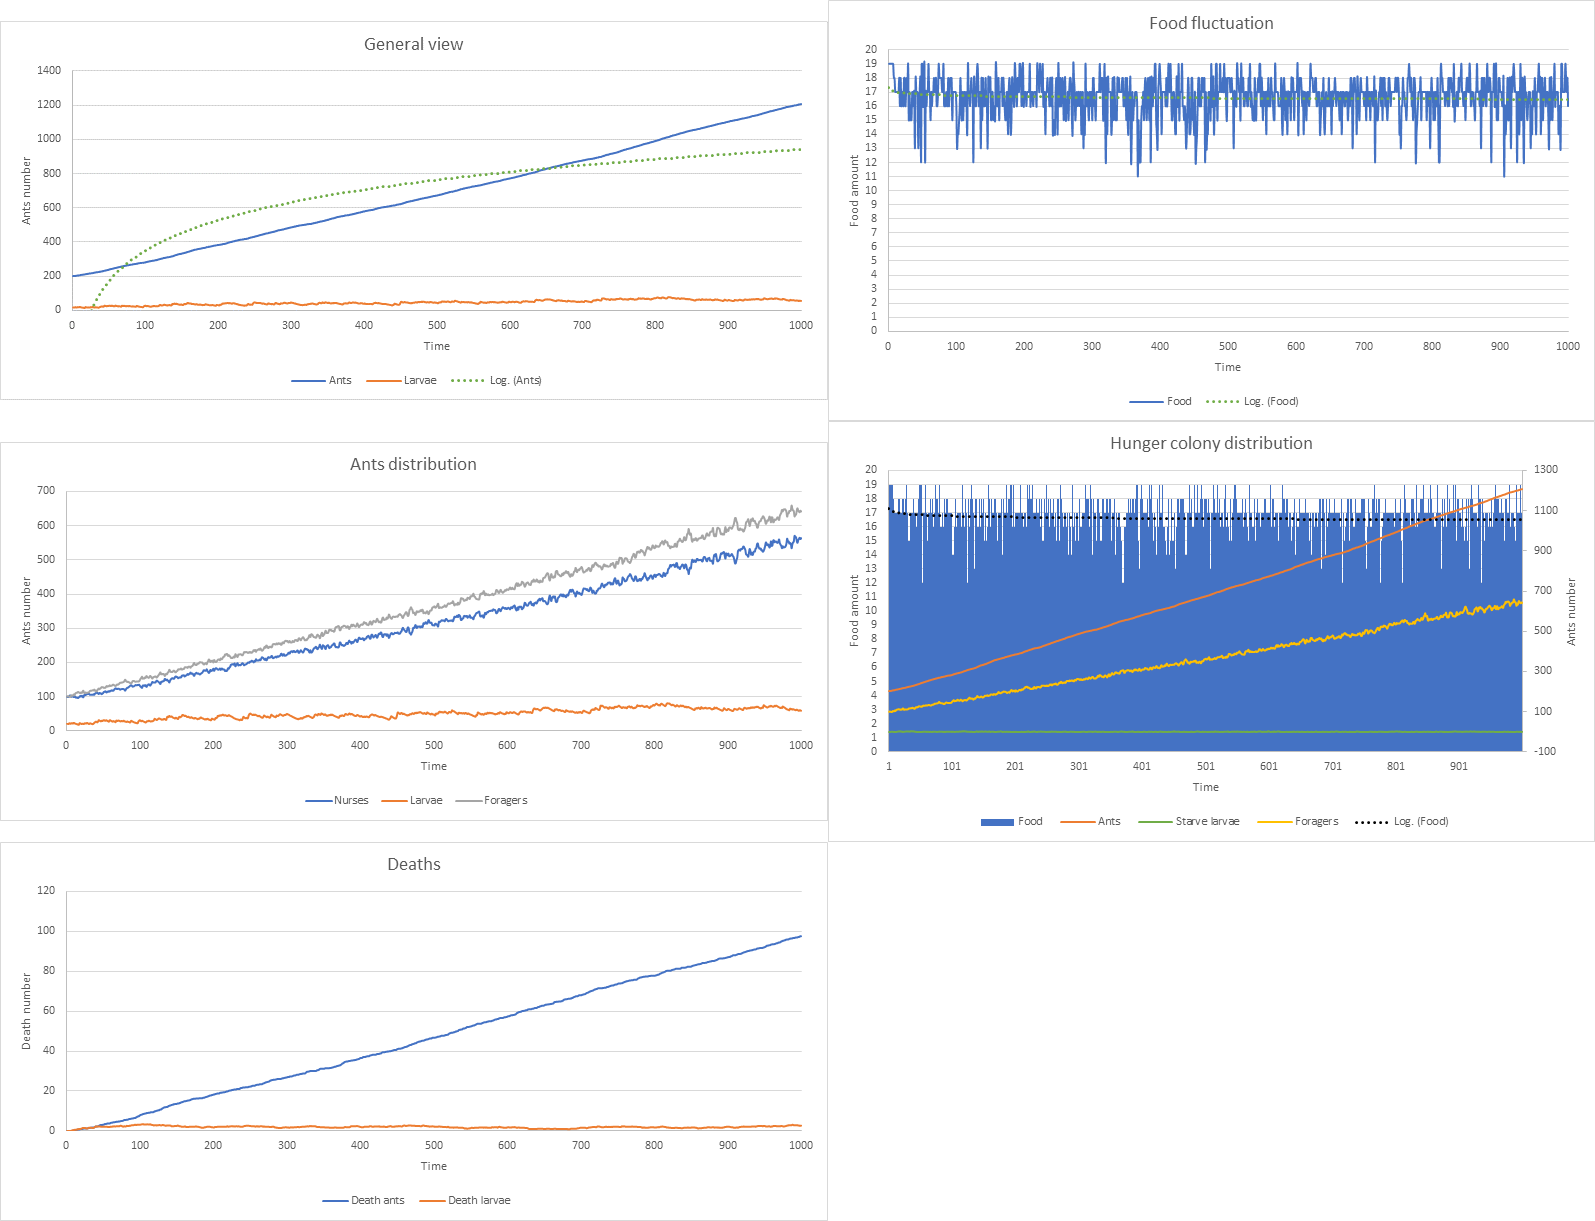 General view
1400
1200
1000
800
600
400
200
0
Ants number
0 100 200 300 400 500 600 700 800 900 1000
Time
Ants Larvae Log. (Ants)
Food fluctuation
20
19
18
17
16
15
14
13
12
11
10
9
8
7
6
5
4
3
2
1
0
Food amount
0 100 200 300 400 500 600 700 800 900 1000
Time
Food Log. (Food)
Ants distribution
700
600
500
400
300
200
100
0
Ants number
0 100 200 300 400 500 600 700 800 900 1000
Time
Nurses Larvae Foragers
Hunger colony distribution
20
19
18
17
16
15
14
13
12
11
10
9
8
7
6
5
4
3
2
1
0
Food amount
1300
1100
900
700
500
300
100
-100
Ants number
1 101 201 301 401 501 601 701 801 901
Time
Food Ants Starve larvae Foragers Log. (Food)
Deaths
120
100
80
60
40
20
0
Death number
0 100 200 300 400 500 600 700 800 900 1000
Time
Death ants Death larvae